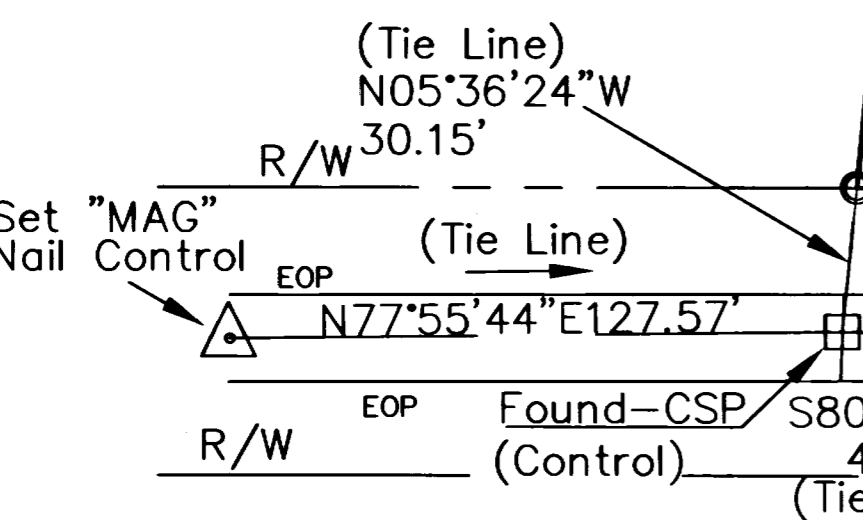 (Tie Line)
N05°36'24"W
30.15'
R/W
Set "MAG"
Nail Control
(Tie Line)
EOP
N77°55'44"E127.57'
EOP
Found-CSP
S80
R/W
(Control)
4
(Tie